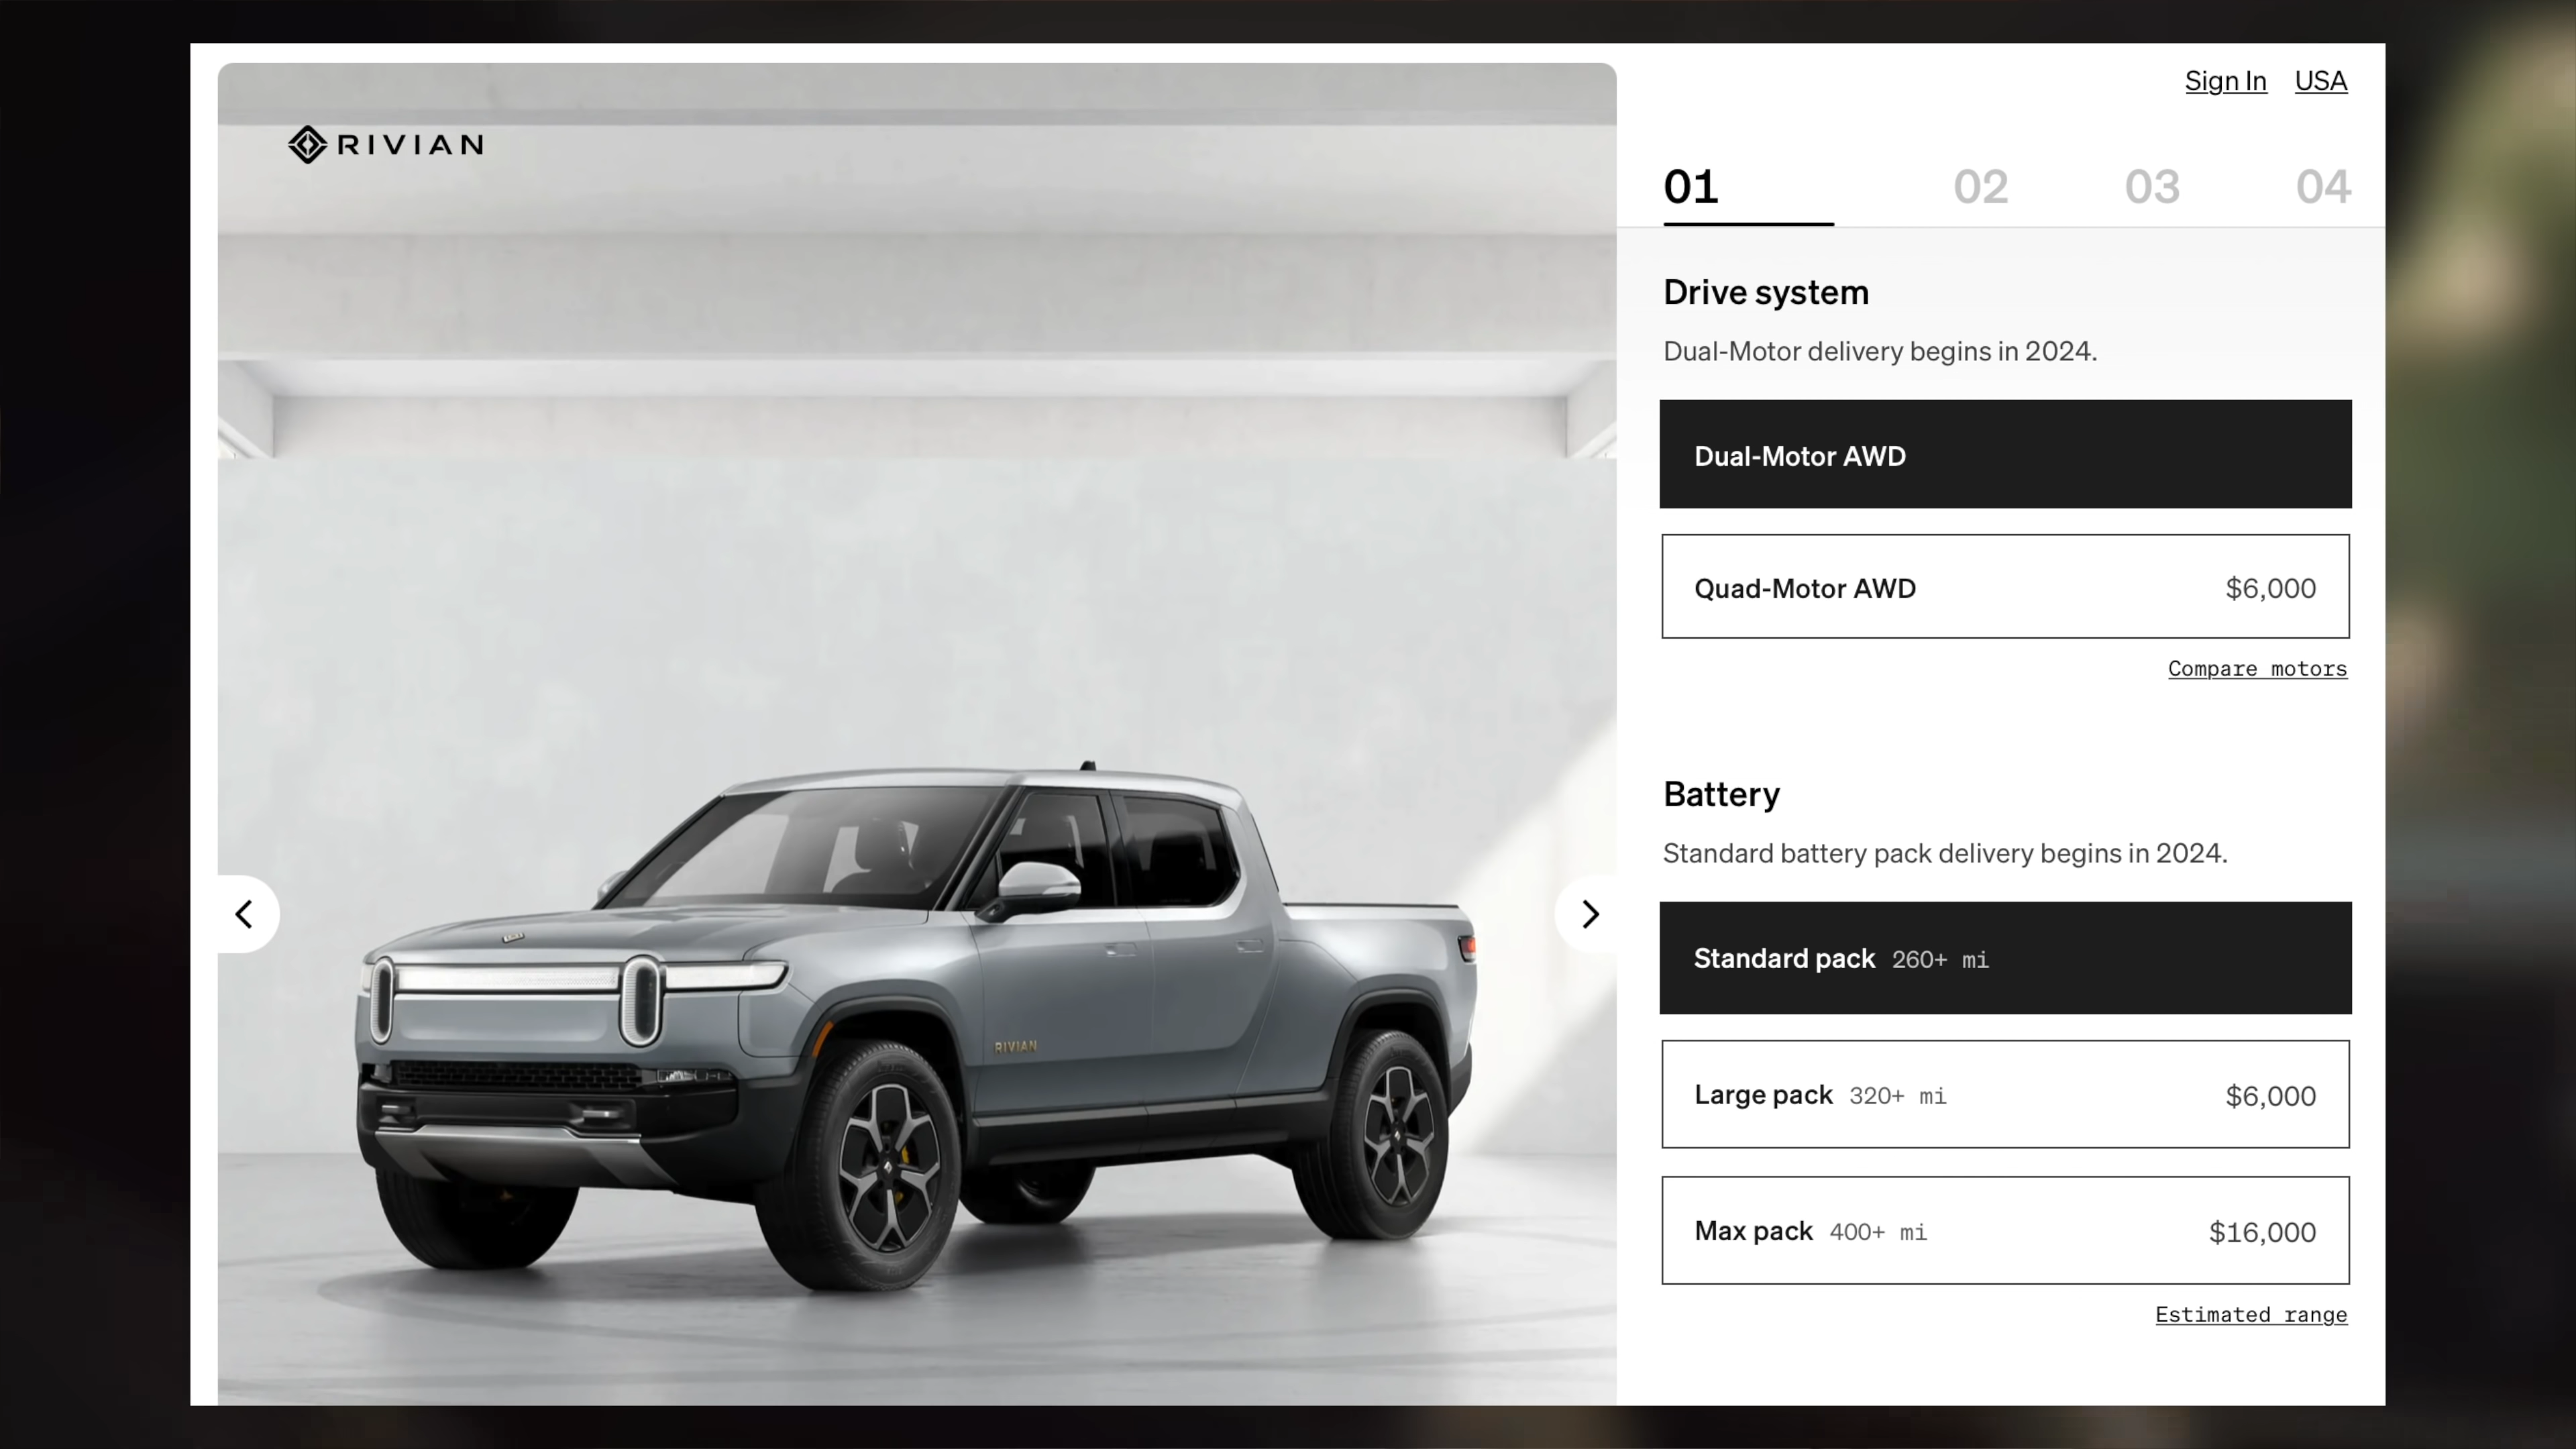 RIVIAN
Sign In USA
01 02 03 04
Drive system
Dual-Motor delivery begins in 2024.
Dual-Motor AWD
Quad-Motor AWD $6,000
Compare motors
Battery
Standard battery pack delivery begins in 2024.
Standard pack 260+ mi
Large pack 320+ mi $6,000
Max pack 400+ mi $16,000
Estimated range
RIVIAN